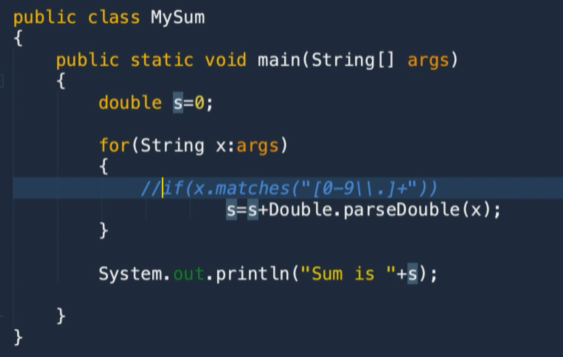 public class MySum
{
public static void main(String[] args)
{
double s=0;
for(String x:args)
{
//if(x.matches("[0-9\\.]+"))
s=s+Double.parseDouble(x);
}
System.out.println("Sum is "+s);
}
}